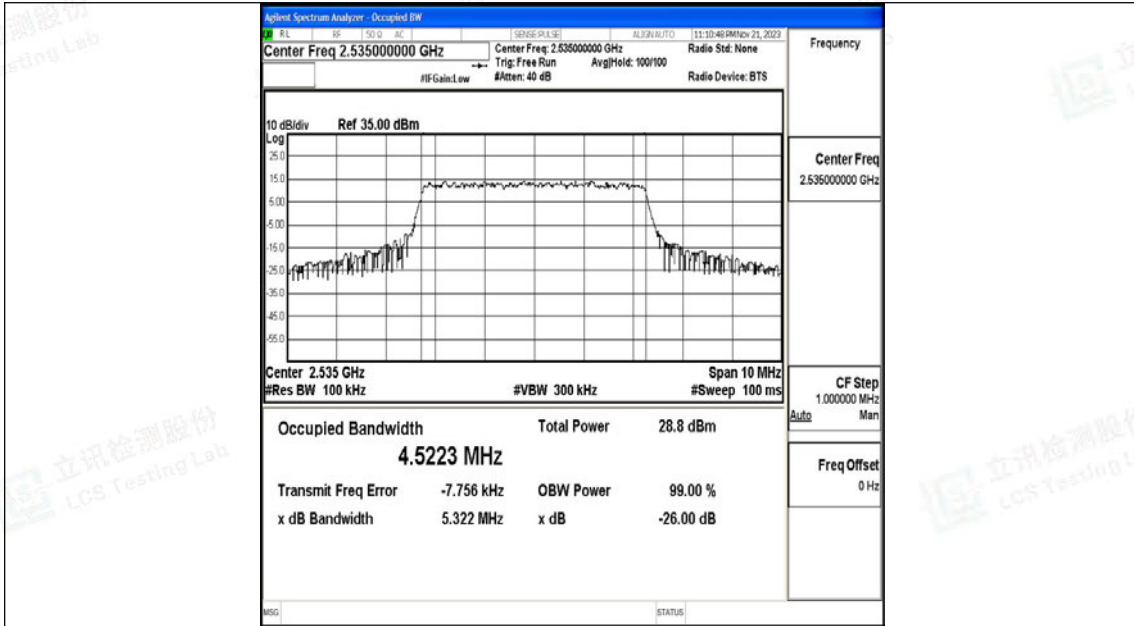 Agilent Spectrum Analyzer - Occupied BW
RL RF 50 Ω AC SENSE:PULSE ALIGN AUTO 11:10:48 PM Nov 21, 2023
Center Freq 2.535000000 GHz
Center Freq: 2.535000000 GHz
Radio Std: None
Trig: Free Run Avg|Hold: 100/100
#IFGain:Low #Atten: 40 dB Radio Device: BTS
10 dB/div Ref 35.00 dBm
Log
25.0
15.0
5.00
-5.00
-15.0
-25.0
-35.0
-45.0
-55.0
Center 2.535 GHz Span 10 MHz
#Res BW 100 kHz #VBW 300 kHz #Sweep 100 ms
Occupied Bandwidth Total Power 28.8 dBm
4.5223 MHz
Transmit Freq Error -7.756 kHz OBW Power 99.00 %
x dB Bandwidth 5.322 MHz x dB -26.00 dB
MSG STATUS
Frequency
Center Freq
2.535000000 GHz
CF Step
1.000000 MHz
Auto Man
Freq Offset
0 Hz
立讯检测股份
LCS Testing Lab
立讯检测股份
LCS Testing
测股份
sting Lab